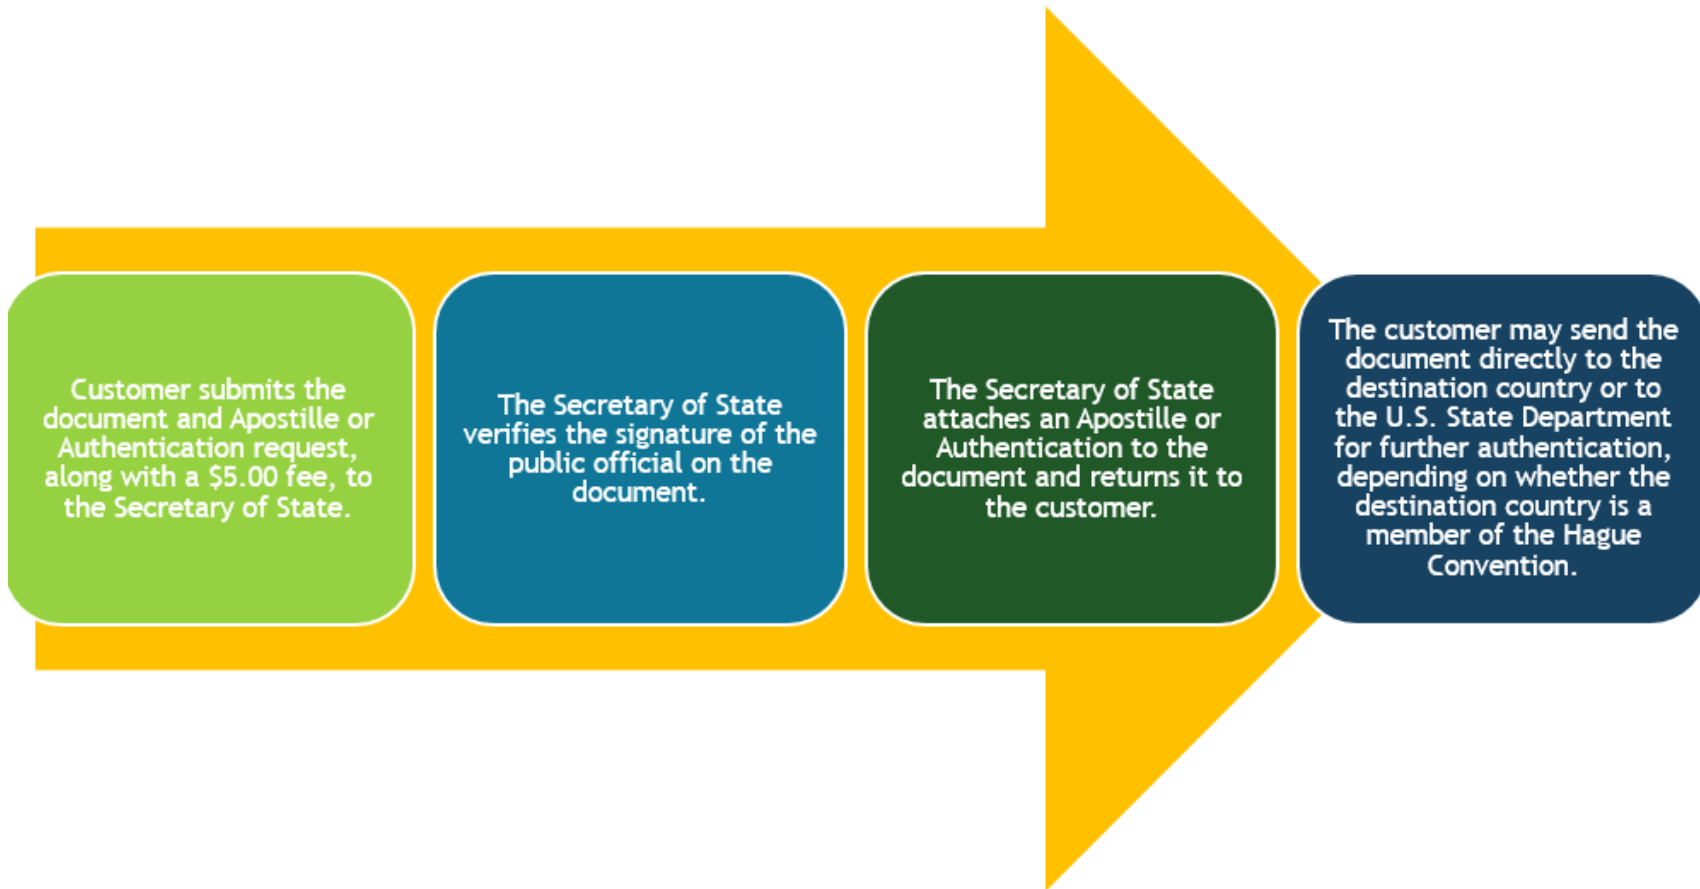 Customer submits the
document and Apostille or
Authentication request,
along with a $5.00 fee, to
the Secretary of State.
The Secretary of State
verifies the signature of the
public official on the
document.
The Secretary of State
attaches an Apostille or
Authentication to the
document and returns it to
the customer.
The customer may send the
document directly to the
destination country or to
the U.S. State Department
for further authentication,
depending on whether the
destination country is a
member of the Hague
Convention.